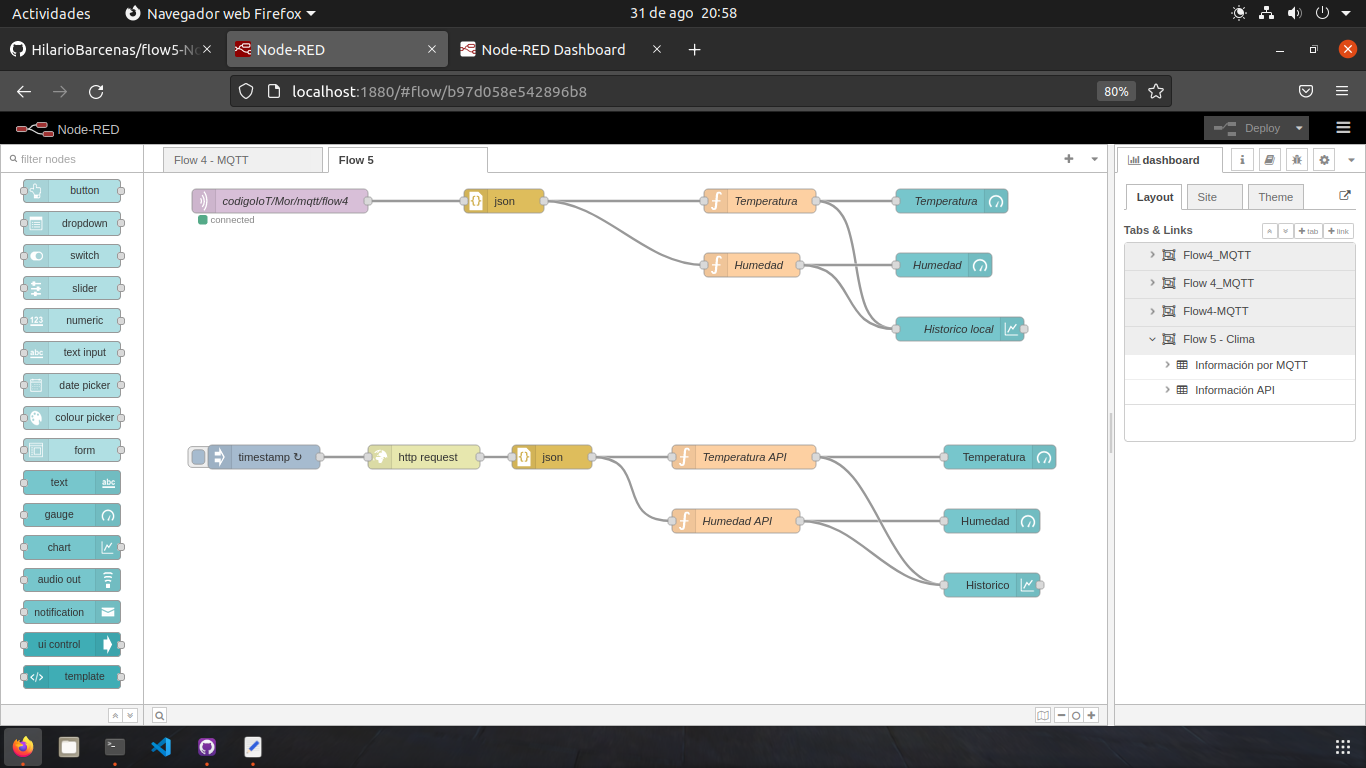 Actividades
Navegador web Firefox
31 de ago 20:58
HilarioBarcenas/flow5-No
Node-RED
Node-RED Dashboard
localhost:1880/#flow/b97d058e542896b8
80%
Node-RED
Deploy
filter nodes
Flow 4 - MQTT
Flow 5
dashboard
button
dropdown
switch
slider
numeric
123
text input
abc
date picker
colour picker
form
text
abc
gauge
chart
audio out
notification
ui control
template
codigoIoT/Mor/mqtt/flow4
connected
json
Temperatura
Temperatura
Humedad
Humedad
Historico local
timestamp ↻
http request
json
Temperatura API
Temperatura
Humedad API
Humedad
Historico
Layout
Site
Theme
Tabs & Links
tab
link
Flow4_MQTT
Flow 4_MQTT
Flow4-MQTT
Flow 5 - Clima
Información por MQTT
Información API